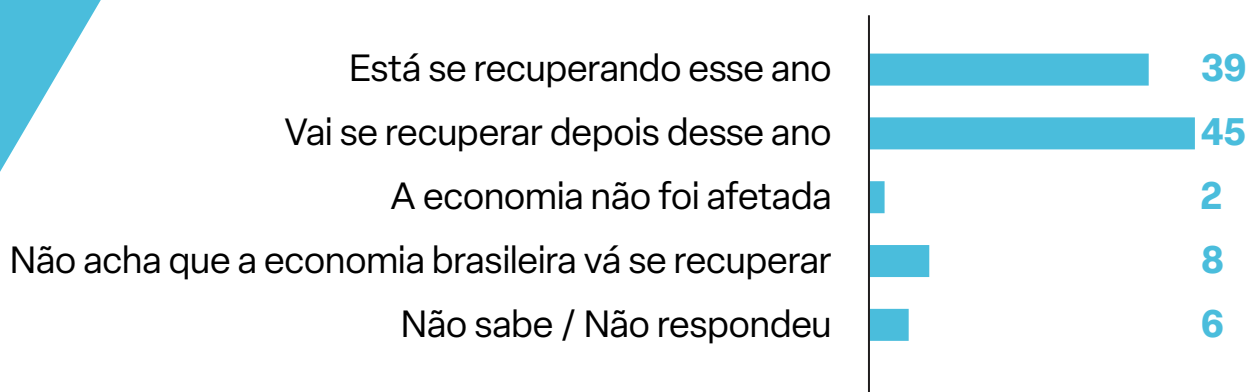 Está se recuperando esse ano 39
Vai se recuperar depois desse ano 45
A economia não foi afetada 2
Não acha que a economia brasileira vá se recuperar 8
Não sabe / Não respondeu 6